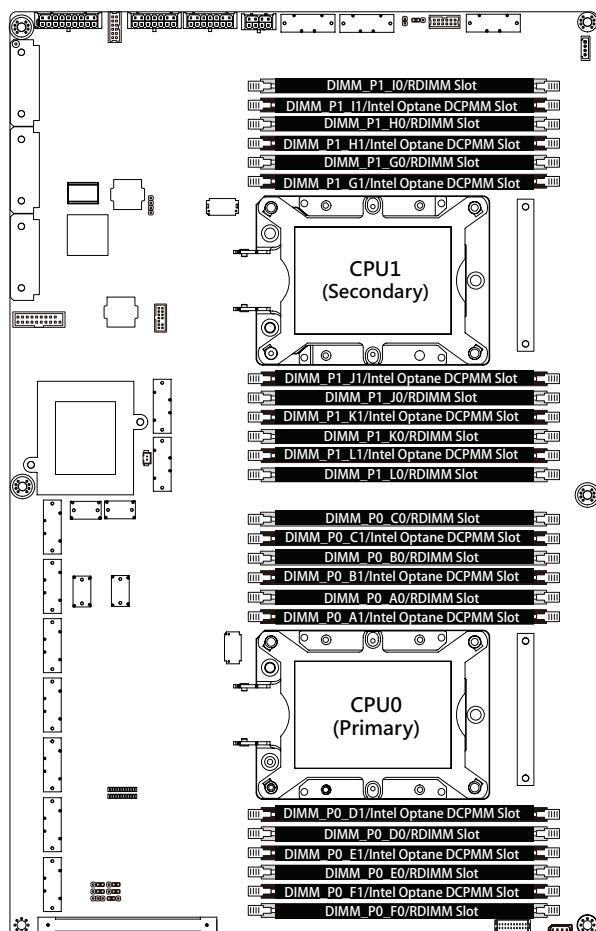 DIMM_P1_I0/RDIMM Slot
DIMM_P1_I1/Intel Optane DCPMM Slot
DIMM_P1_H0/RDIMM Slot
DIMM_P1_H1/Intel Optane DCPMM Slot
DIMM_P1_G0/RDIMM Slot
DIMM_P1_G1/Intel Optane DCPMM Slot
CPU1
(Secondary)
DIMM_P1_J1/Intel Optane DCPMM Slot
DIMM_P1_J0/RDIMM Slot
DIMM_P1_K1/Intel Optane DCPMM Slot
DIMM_P1_K0/RDIMM Slot
DIMM_P1_L1/Intel Optane DCPMM Slot
DIMM_P1_L0/RDIMM Slot
DIMM_P0_C0/RDIMM Slot
DIMM_P0_C1/Intel Optane DCPMM Slot
DIMM_P0_B0/RDIMM Slot
DIMM_P0_B1/Intel Optane DCPMM Slot
DIMM_P0_A0/RDIMM Slot
DIMM_P0_A1/Intel Optane DCPMM Slot
CPU0
(Primary)
DIMM_P0_D1/Intel Optane DCPMM Slot
DIMM_P0_D0/RDIMM Slot
DIMM_P0_E1/Intel Optane DCPMM Slot
DIMM_P0_E0/RDIMM Slot
DIMM_P0_F1/Intel Optane DCPMM Slot
DIMM_P0_F0/RDIMM Slot